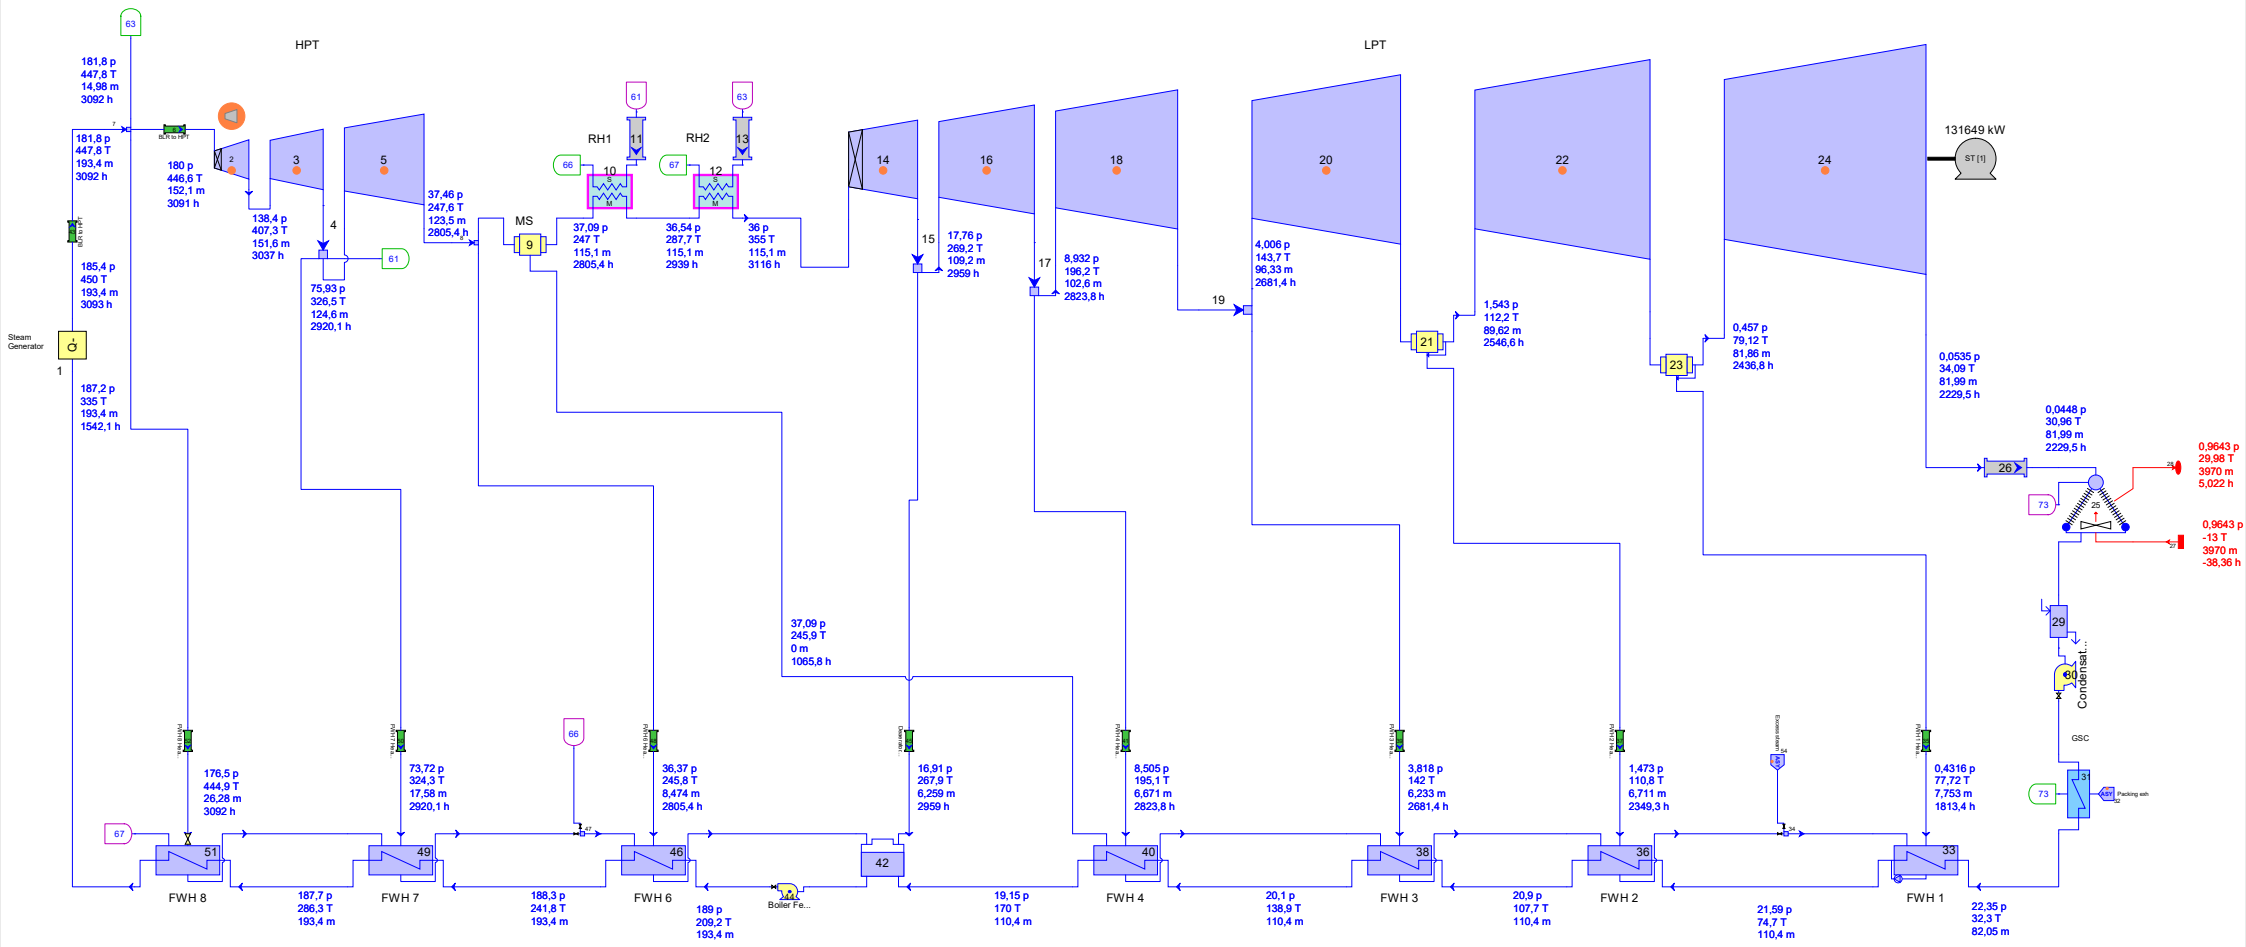 63
HPT
LPT
181,8 p
447,8 T
14,98 m
3092 h
7
BLR to HPT
181,8 p
447,8 T
193,4 m
3092 h
180 p
446,6 T
152,1 m
3091 h
2
3
5
4
138,4 p
407,3 T
151,6 m
3037 h
61
75,93 p
326,5 T
124,6 m
2920,1 h
37,46 p
247,6 T
123,5 m
2805,4 h
MS
9
RH1
61
11
66
10
S
M
RH2
63
13
67
12
S
M
37,09 p
247 T
115,1 m
2805,4 h
36,54 p
287,7 T
115,1 m
2939 h
36 p
355 T
115,1 m
3116 h
14
16
18
20
22
24
131649 kW
ST [1]
15
17,76 p
269,2 T
109,2 m
2959 h
17
8,932 p
196,2 T
102,6 m
2823,8 h
19
4,006 p
143,7 T
96,33 m
2681,4 h
21
1,543 p
112,2 T
89,62 m
2546,6 h
23
0,457 p
79,12 T
81,86 m
2436,8 h
0,0535 p
34,09 T
81,99 m
2229,5 h
BLR to HPT
185,4 p
450 T
193,4 m
3093 h
Steam
Generator
Q-
1
187,2 p
335 T
193,4 m
1542,1 h
0,0448 p
30,96 T
81,99 m
2229,5 h
26
0,9643 p
29,98 T
3970 m
5,022 h
73
25
0,9643 p
-13 T
3970 m
-38,36 h
29
Condensat...
GSC
31
73
ASY
Packing exh
32
37,09 p
245,9 T
0 m
1065,8 h
66
Excess steam
54
176,5 p
444,9 T
26,28 m
3092 h
73,72 p
324,3 T
17,58 m
2920,1 h
36,37 p
245,8 T
8,474 m
2805,4 h
16,91 p
267,9 T
6,259 m
2959 h
8,505 p
195,1 T
6,671 m
2823,8 h
3,818 p
142 T
6,233 m
2681,4 h
1,473 p
110,8 T
6,711 m
2349,3 h
0,4316 p
77,72 T
7,753 m
1813,4 h
67
47
34
51
49
46
42
40
38
36
33
FWH 8
FWH 7
FWH 6
Boiler Fe...
FWH 4
FWH 3
FWH 2
FWH 1
187,7 p
286,3 T
193,4 m
188,3 p
241,8 T
193,4 m
189 p
209,2 T
193,4 m
19,15 p
170 T
110,4 m
20,1 p
138,9 T
110,4 m
20,9 p
107,7 T
110,4 m
21,59 p
74,7 T
110,4 m
22,35 p
32,3 T
82,05 m